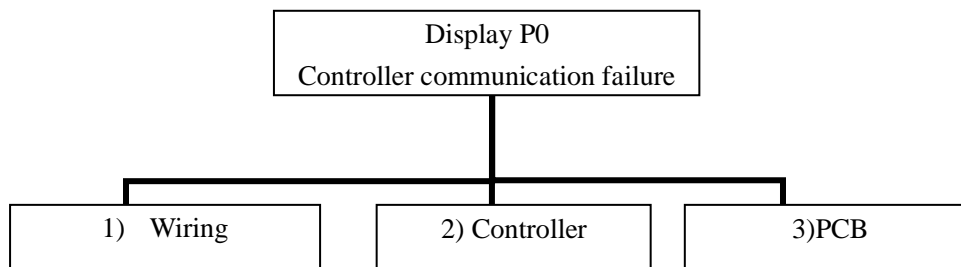 Display P0
Controller communication failure
1) Wiring
2) Controller
3)PCB